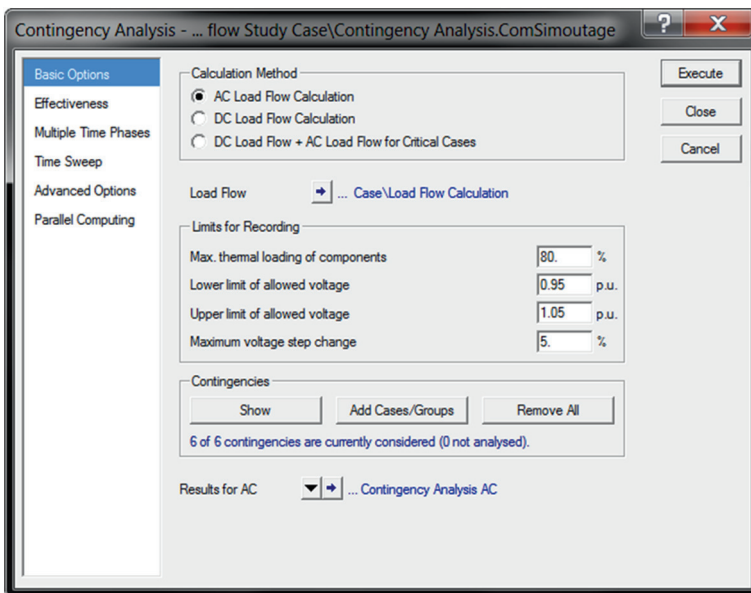 Contingency Analysis - ... flow Study Case\Contingency Analysis.ComSimoutage
?
X
Basic Options
Effectiveness
Multiple Time Phases
Time Sweep
Advanced Options
Parallel Computing
Calculation Method
AC Load Flow Calculation
DC Load Flow Calculation
DC Load Flow + AC Load Flow for Critical Cases
Load Flow ... Case\Load Flow Calculation
Limits for Recording
Max. thermal loading of components 80. %
Lower limit of allowed voltage 0.95 p.u.
Upper limit of allowed voltage 1.05 p.u.
Maximum voltage step change 5. %
Contingencies
Show Add Cases/Groups Remove All
6 of 6 contingencies are currently considered (0 not analysed).
Results for AC ... Contingency Analysis AC
Execute
Close
Cancel